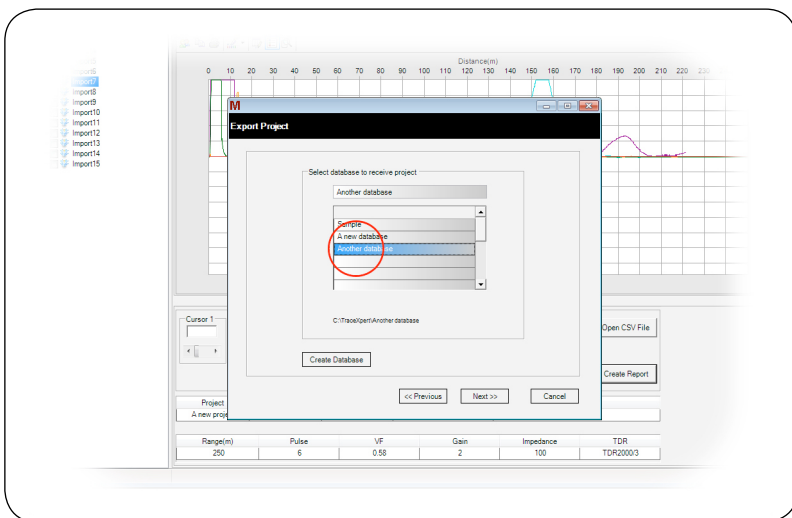 Distance(m)
0 10 20 30 40 50 60 70 80 90 100 110 120 130 140 150 160 170 180 190 200 210 220 230
Import6
Import7
Import8
Import9
Import10
Import11
Import12
Import13
Import14
Import15
M
Export Project
Select database to receive project
Another database
Sample
A new database
Another database
C:\TraceXpert\Another database
Create Database
<< Previous Next >> Cancel
Cursor 1
Open CSV File
Create Report
Project
A new proje
Range(m) Pulse VF Gain Impedance TDR
250 6 0.58 2 100 TDR2000/3